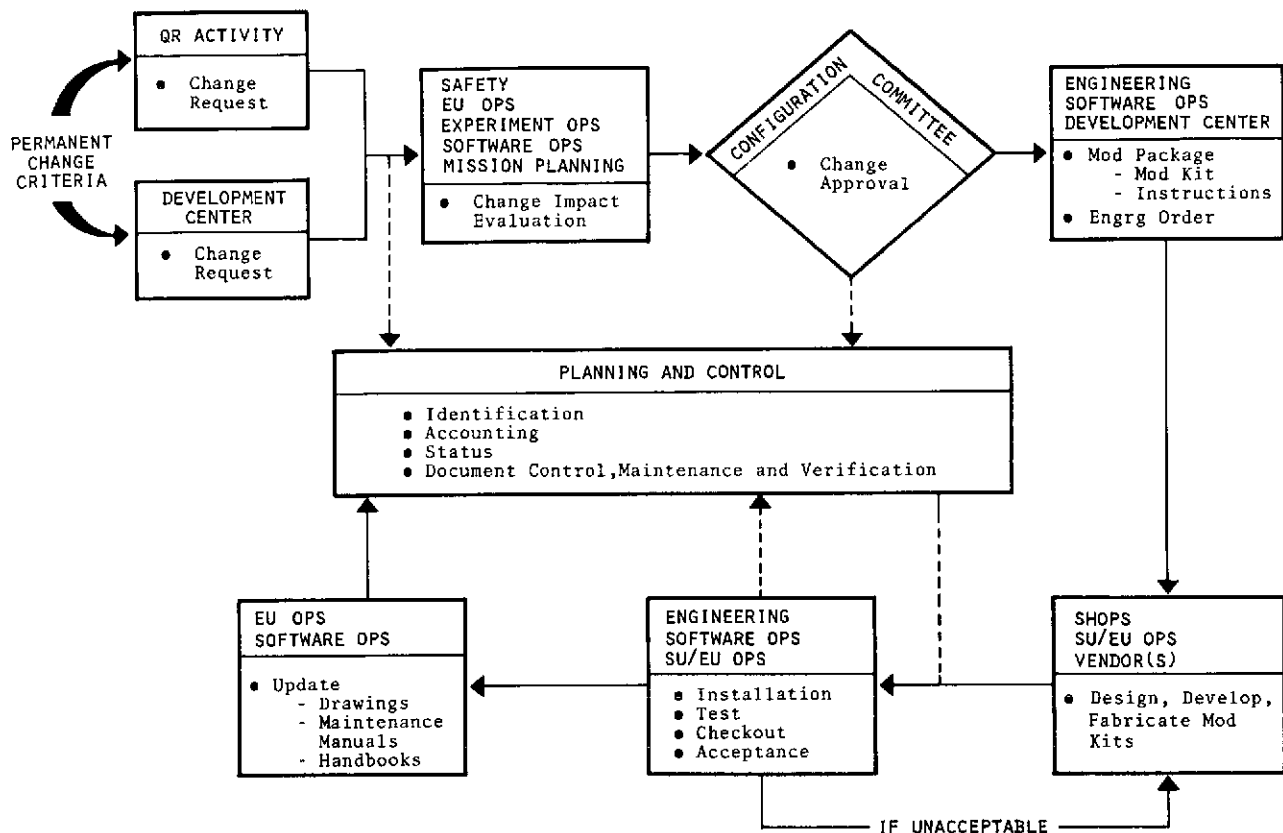 QR ACTIVITY
● Change
Request
PERMANENT
CHANGE
CRITERIA
DEVELOPMENT
CENTER
● Change
Request
SAFETY
EU OPS
EXPERIMENT OPS
SOFTWARE OPS
MISSION PLANNING
● Change Impact
Evaluation
CONFIGURATION
COMMITTEE
● Change
Approval
ENGINEERING
SOFTWARE OPS
DEVELOPMENT CENTER
● Mod Package
- Mod Kit
- Instructions
● Engrg Order
PLANNING AND CONTROL
● Identification
● Accounting
● Status
● Document Control,Maintenance and Verification
EU OPS
SOFTWARE OPS
● Update
- Drawings
- Maintenance
Manuals
- Handbooks
ENGINEERING
SOFTWARE OPS
SU/EU OPS
● Installation
● Test
● Checkout
● Acceptance
SHOPS
SU/EU OPS
VENDOR(S)
● Design, Develop,
Fabricate Mod
Kits
IF UNACCEPTABLE